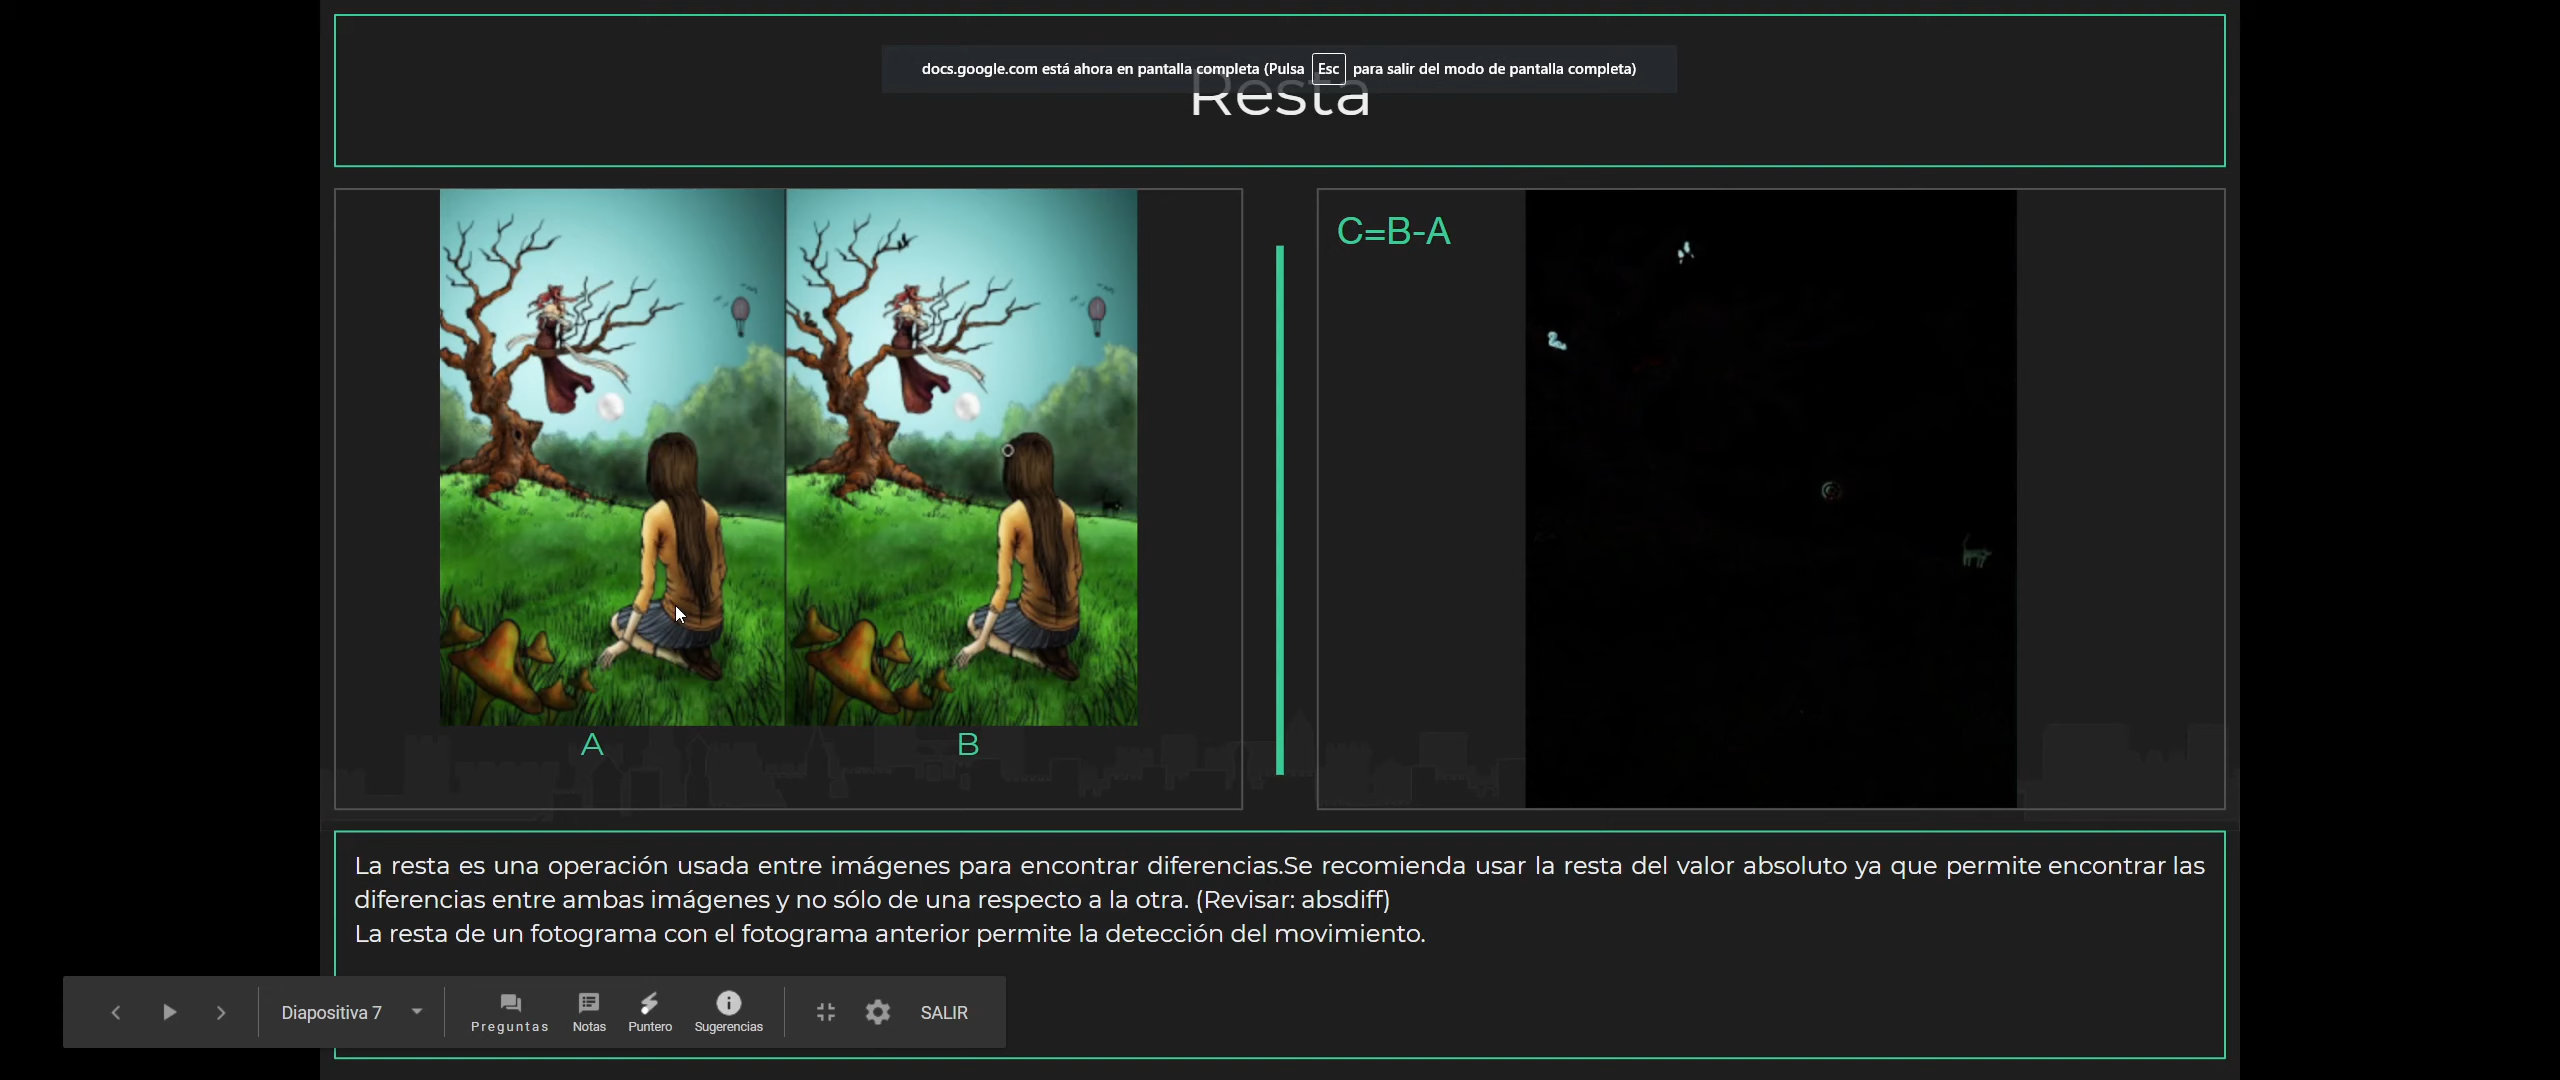 docs.google.com está ahora en pantalla completa (Pulsa Esc para salir del modo de pantalla completa)
Resta
C=B-A
A
B
La resta es una operación usada entre imágenes para encontrar diferencias.Se recomienda usar la resta del valor absoluto ya que permite encontrar las
diferencias entre ambas imágenes y no sólo de una respecto a la otra. (Revisar: absdiff)
La resta de un fotograma con el fotograma anterior permite la detección del movimiento.
Diapositiva 7
Preguntas
Notas
Puntero
Sugerencias
SALIR